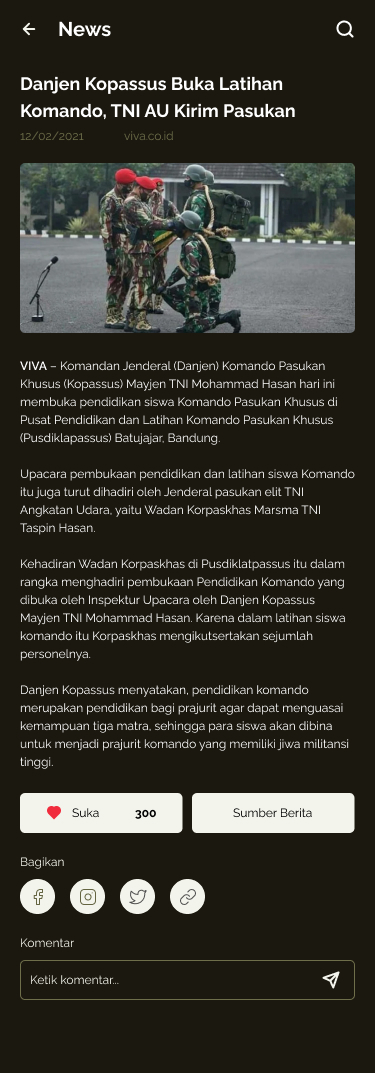 News
Danjen Kopassus Buka Latihan
Komando, TNI AU Kirim Pasukan
12/02/2021 viva.co.id
VIVA – Komandan Jenderal (Danjen) Komando Pasukan
Khusus (Kopassus) Mayjen TNI Mohammad Hasan hari ini
membuka pendidikan siswa Komando Pasukan Khusus di
Pusat Pendidikan dan Latihan Komando Pasukan Khusus
(Pusdiklapassus) Batujajar, Bandung.
Upacara pembukaan pendidikan dan latihan siswa Komando
itu juga turut dihadiri oleh Jenderal pasukan elit TNI
Angkatan Udara, yaitu Wadan Korpaskhas Marsma TNI
Taspin Hasan.
Kehadiran Wadan Korpaskhas di Pusdiklatpassus itu dalam
rangka menghadiri pembukaan Pendidikan Komando yang
dibuka oleh Inspektur Upacara oleh Danjen Kopassus
Mayjen TNI Mohammad Hasan. Karena dalam latihan siswa
komando itu Korpaskhas mengikutsertakan sejumlah
personelnya.
Danjen Kopassus menyatakan, pendidikan komando
merupakan pendidikan bagi prajurit agar dapat menguasai
kemampuan tiga matra, sehingga para siswa akan dibina
untuk menjadi prajurit komando yang memiliki jiwa militansi
tinggi.
Suka 300 Sumber Berita
Bagikan
Komentar
Ketik komentar...